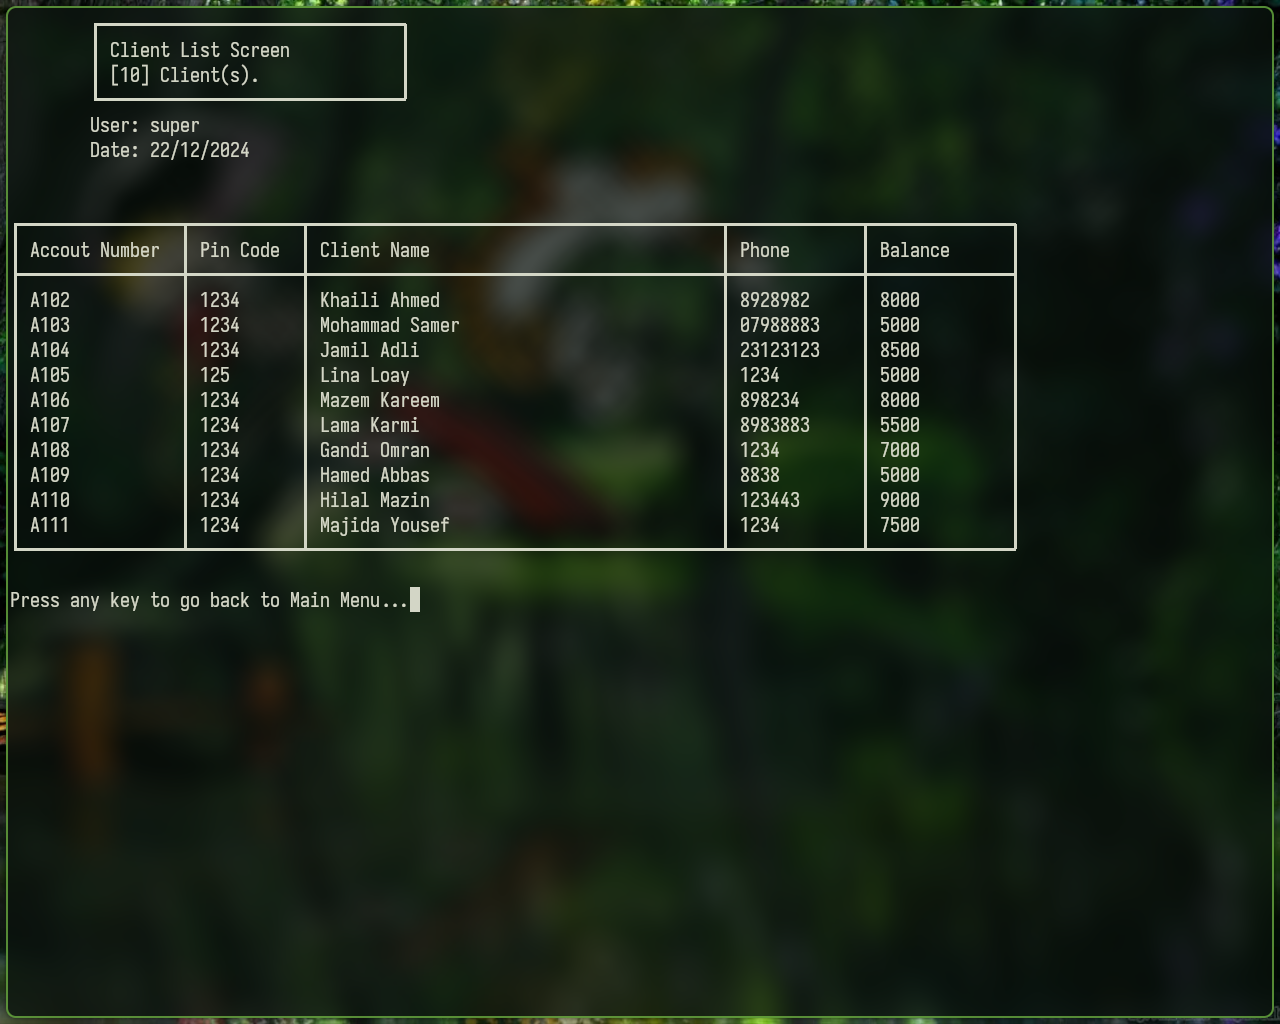 Client List Screen
[10] Client(s).
User: super
Date: 22/12/2024
Accout Number Pin Code Client Name Phone Balance
A102 1234 Khaili Ahmed 8928982 8000
A103 1234 Mohammad Samer 07988883 5000
A104 1234 Jamil Adli 23123123 8500
A105 125 Lina Loay 1234 5000
A106 1234 Mazem Kareem 898234 8000
A107 1234 Lama Karmi 8983883 5500
A108 1234 Gandi Omran 1234 7000
A109 1234 Hamed Abbas 8838 5000
A110 1234 Hilal Mazin 123443 9000
A111 1234 Majida Yousef 1234 7500
Press any key to go back to Main Menu...